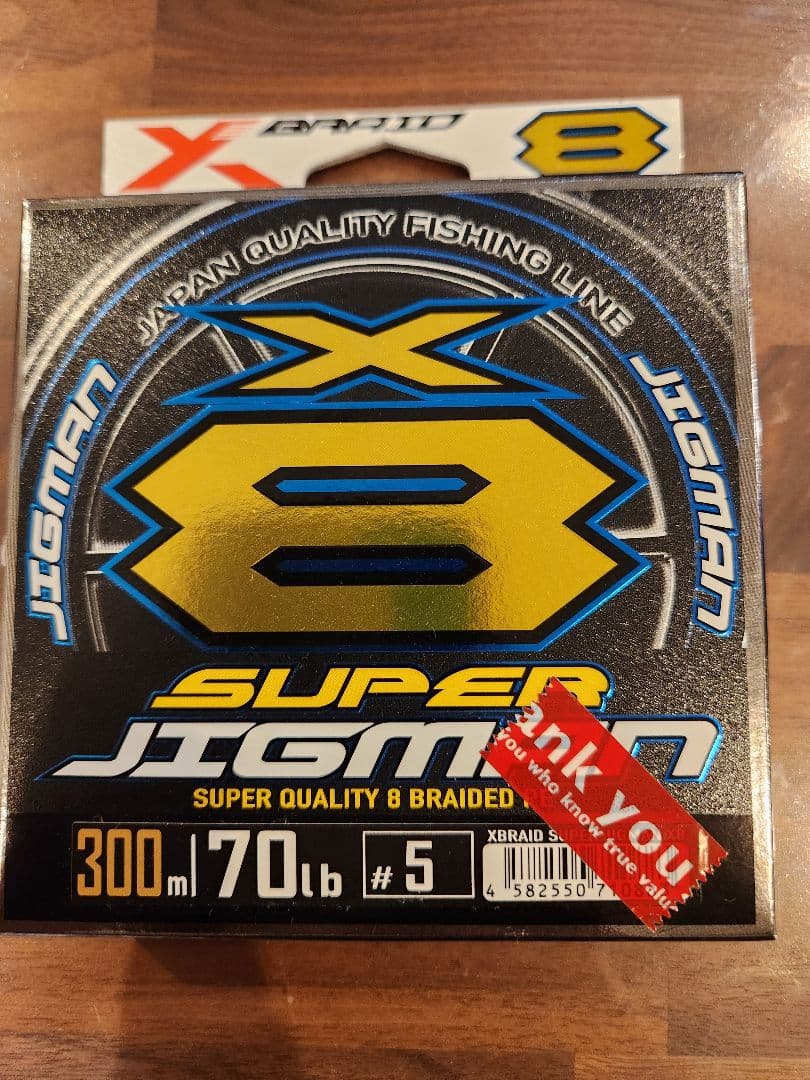 BRAID 8
JAPAN QUALITY FISHING LINE
JIGMAN
JIGMAN
X
8
SUPER
JIGMAN
SUPER QUALITY 8 BRAIDED
300m 70lb #5
XBRAID
4 582550
ank you
you who know true valu